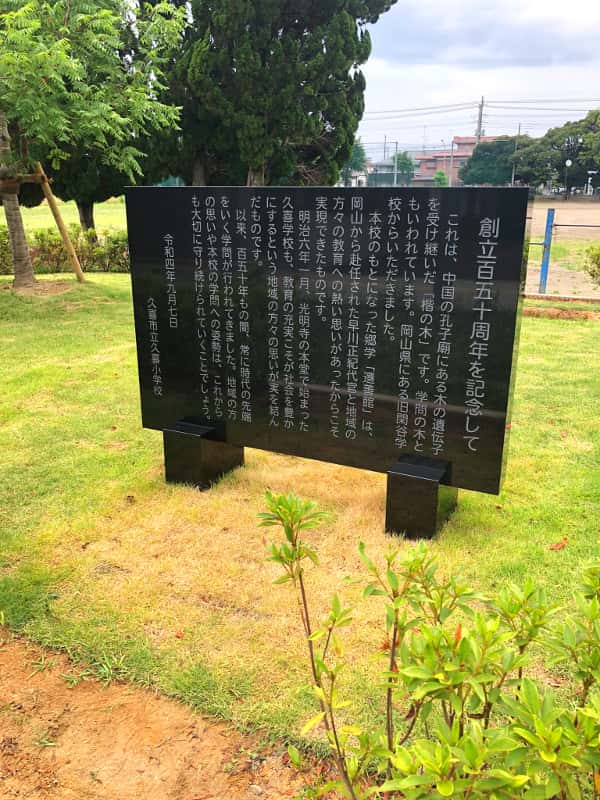 創立百五十周年を記念して
これは、中国の孔子廟にある木の遺伝子
を受け継いだ「楷の木」です。学問の木と
もいわれています。岡山県にある旧閑谷学
校からいただきました。
本校のもとになった郷学「遷善館」は、
岡山から赴任された早川正紀代官と地域の
方々の教育への熱い思いがあったからこそ
実現できたものです。
明治六年一月、光明寺の本堂で始まった
久喜学校も、教育の充実こそが社会を豊か
にするという地域の方々の思いが実を結ん
だものです。
以来、百五十年もの間、常に時代の先端
をいく学問が行われてきました。地域の方
の思いや本校の学問への姿勢は、これから
も大切に守り続けられていくことでしょう。
令和四年九月七日
久喜市立久喜小学校